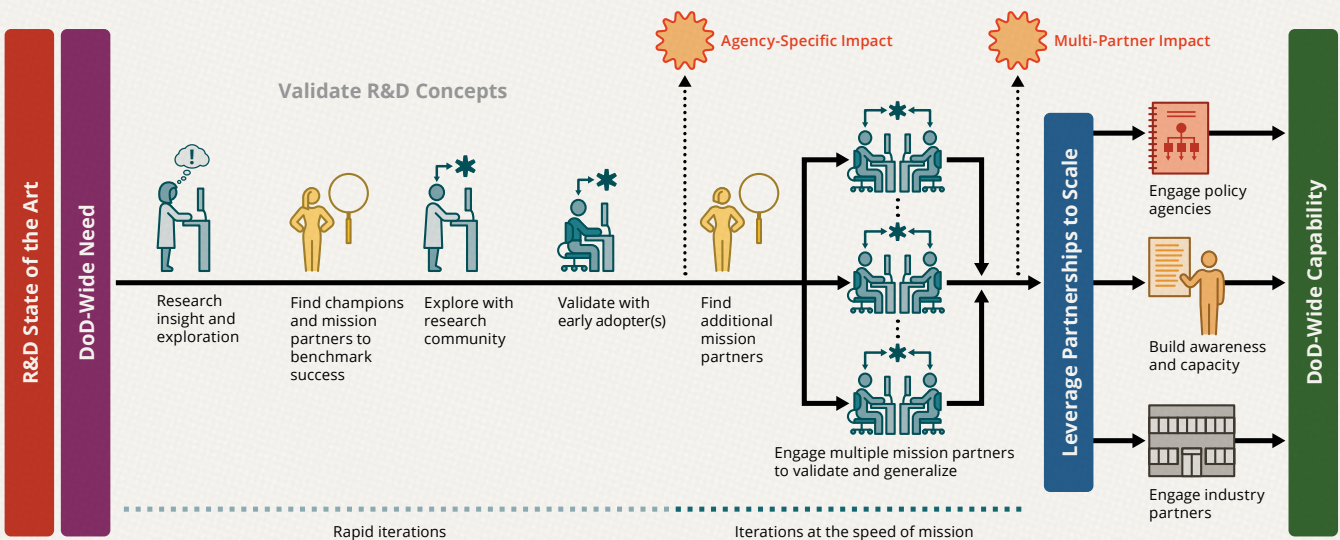 R&D State of the Art
DoD-Wide Need
Validate R&D Concepts
Agency-Specific Impact
Multi-Partner Impact
!
Research
insight and
exploration
Find champions
and mission
partners to
benchmark
success
Explore with
research
community
Validate with
early adopter(s)
Find
additional
mission
partners
Engage multiple mission partners
to validate and generalize
Rapid iterations
Iterations at the speed of mission
Leverage Partnerships to Scale
Engage policy
agencies
Build awareness
and capacity
Engage industry
partners
DoD-Wide Capability